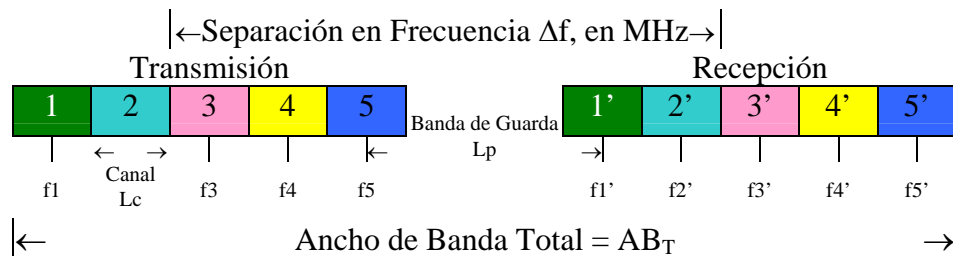 |←Separación en Frecuencia Δf, en MHz→|
Transmisión Recepción
1 2 3 4 5 Banda de Guarda Lp 1' 2' 3' 4' 5'
f1 Canal Lc f3 f4 f5 f1' f2' f3' f4' f5'
|← Ancho de Banda Total = AB_T →